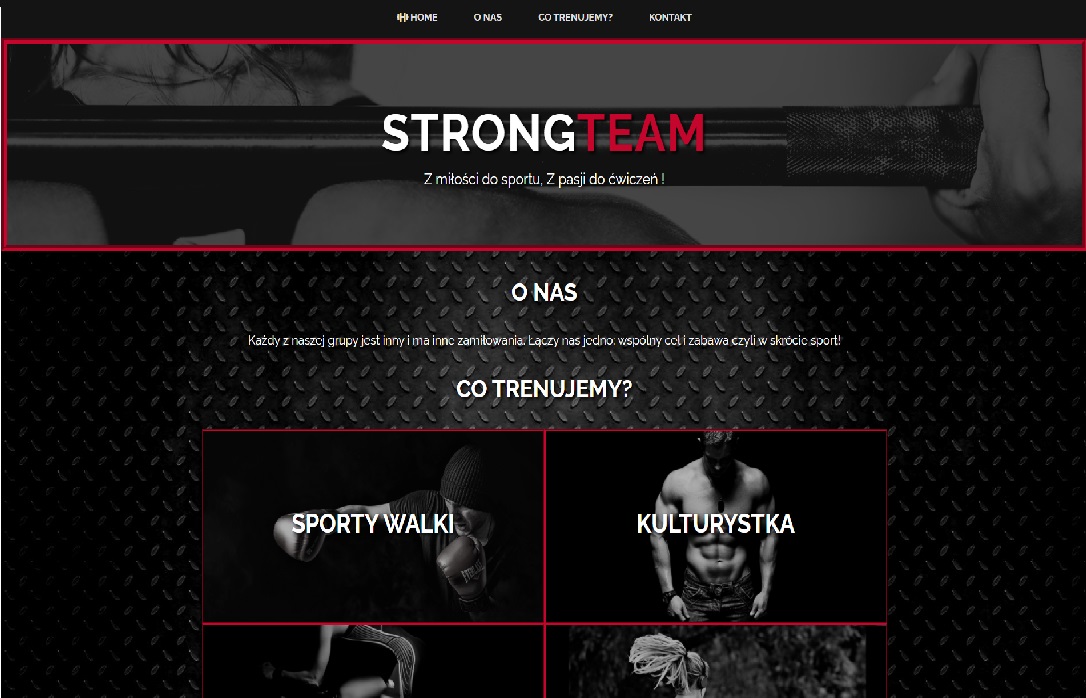 HOME
O NAS
CO TRENUJEMY?
KONTAKT
STRONGTEAM
Z miłości do sportu, Z pasji do ćwiczeń !
O NAS
Każdy z naszej grupy jest inny i ma inne zamiłowania. Łączy nas jedno: wspólny cel i zabawa czyli w skrócie sport!
CO TRENUJEMY?
SPORTY WALKI
KULTURYSTKA